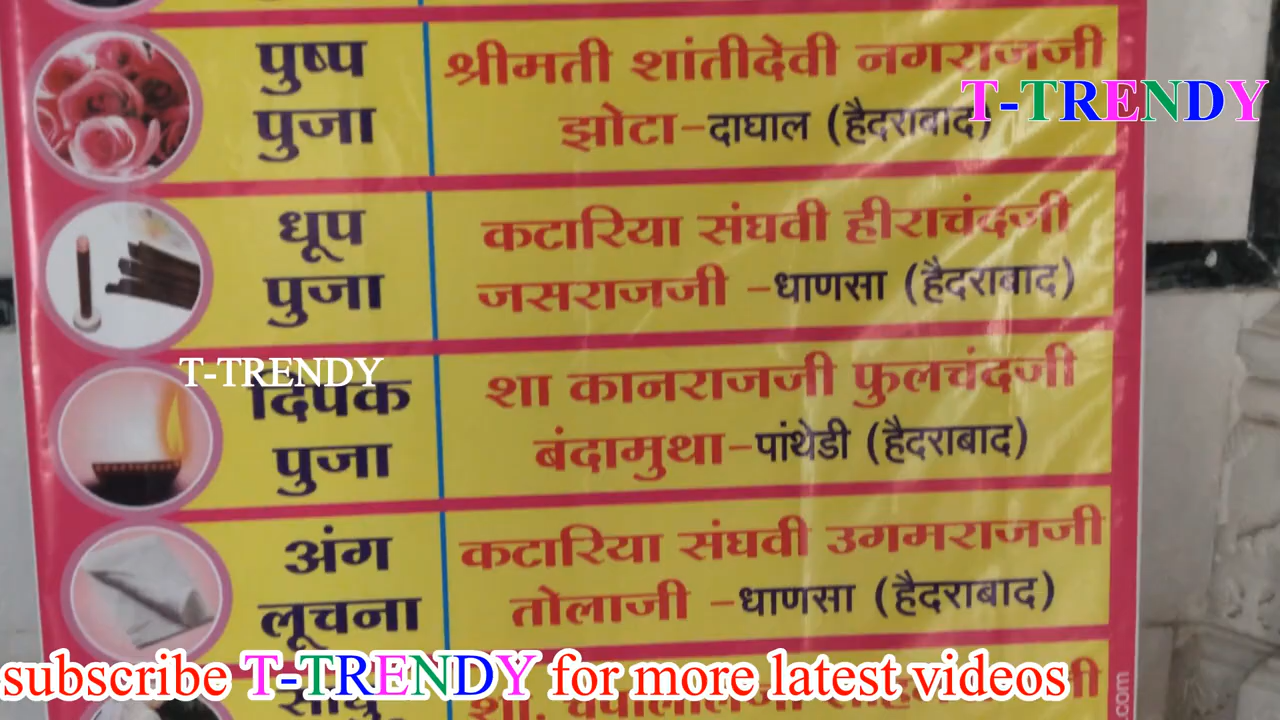 पुष्प
पुजा
श्रीमती शांतीदेवी नगराजजी
झोटा-दाघाल (हैदराबाद)
T-TRENDY
धूप
पुजा
कटारिया संघवी हीराचंदजी
जसराजजी -धाणसा (हैदराबाद)
T-TRENDY
दिपक
पुजा
शा कानराजजी फुलचंदजी
बंदामुथा-पांथेडी (हैदराबाद)
अंग
लूचना
कटारिया संघवी उगमराजजी
तोलाजी -धाणसा (हैदराबाद)
साधु
शा.
.com
subscribe T-TRENDY for more latest videos